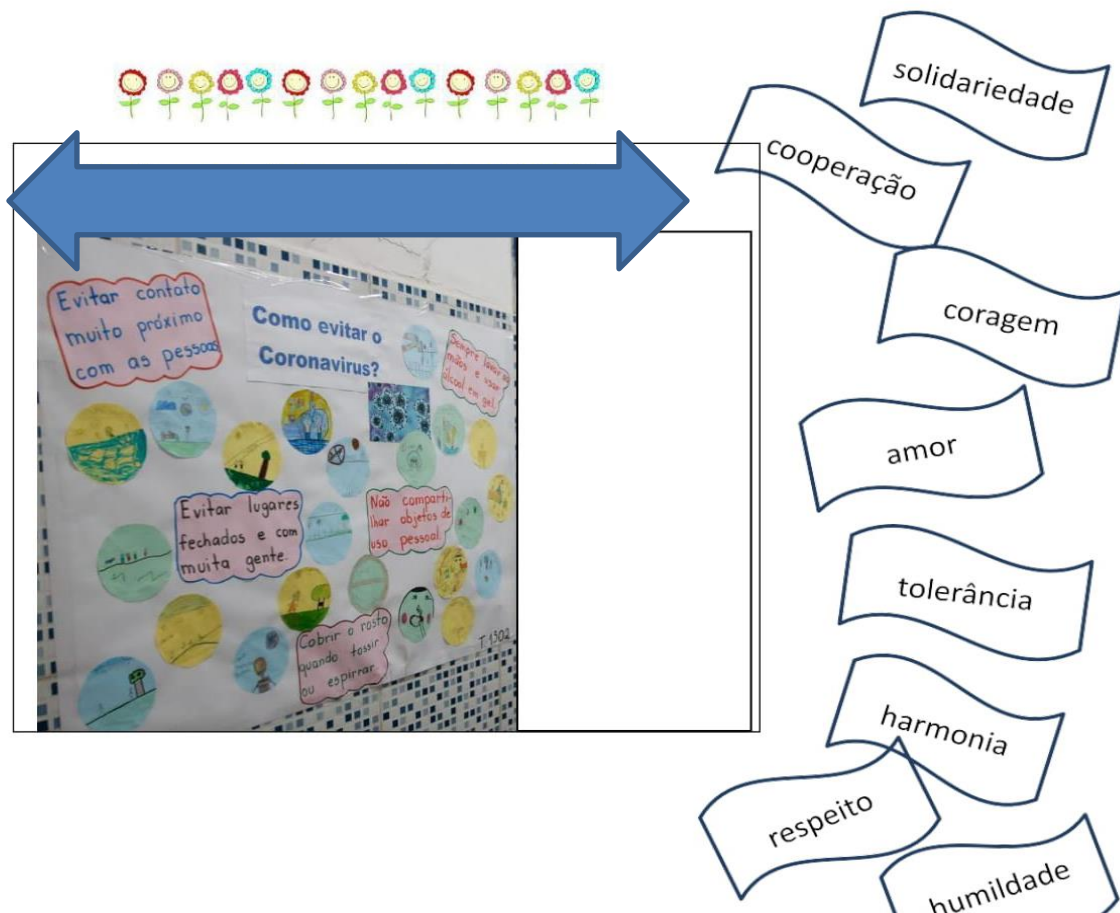 Evitar contato
muito próximo
com as pessoas
Como evitar o
Coronavirus?
Sempre lavar as
mãos e usar
álcool em gel.
Evitar lugares
fechados e com
muita gente.
Não comparti-
lhar objetos de
uso pessoal.
Cobrir o rosto
quando tossir
ou espirrar.
T.1302
solidariedade
cooperação
coragem
amor
tolerância
harmonia
respeito
humildade